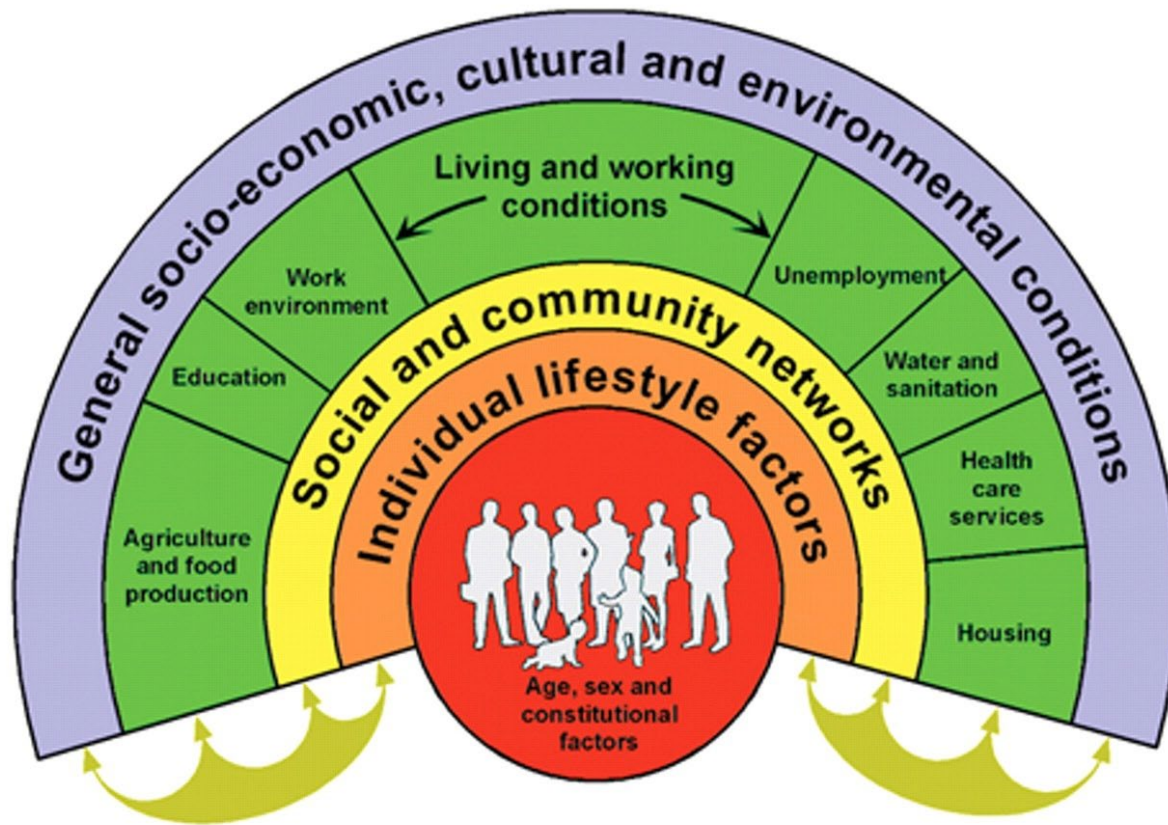 General socio-economic, cultural and environmental conditions
Living and working
conditions
Work
environment
Unemployment
Education
Water and
sanitation
Agriculture
and food
production
Health
care
services
Housing
Social and community networks
Individual lifestyle factors
Age, sex and
constitutional
factors